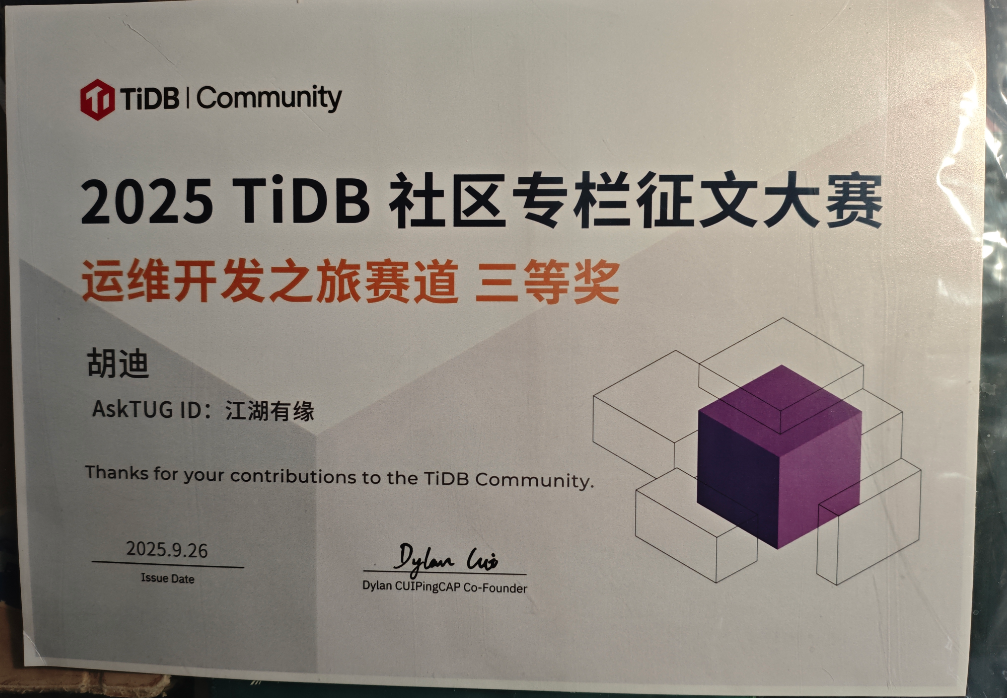 TiDB | Community
2025 TiDB 社区专栏征文大赛
运维开发之旅赛道 三等奖
胡迪
AskTUG ID：江湖有缘
Thanks for your contributions to the TiDB Community.
2025.9.26
Issue Date
Dylan Cui
Dylan CUIPingCAP Co-Founder